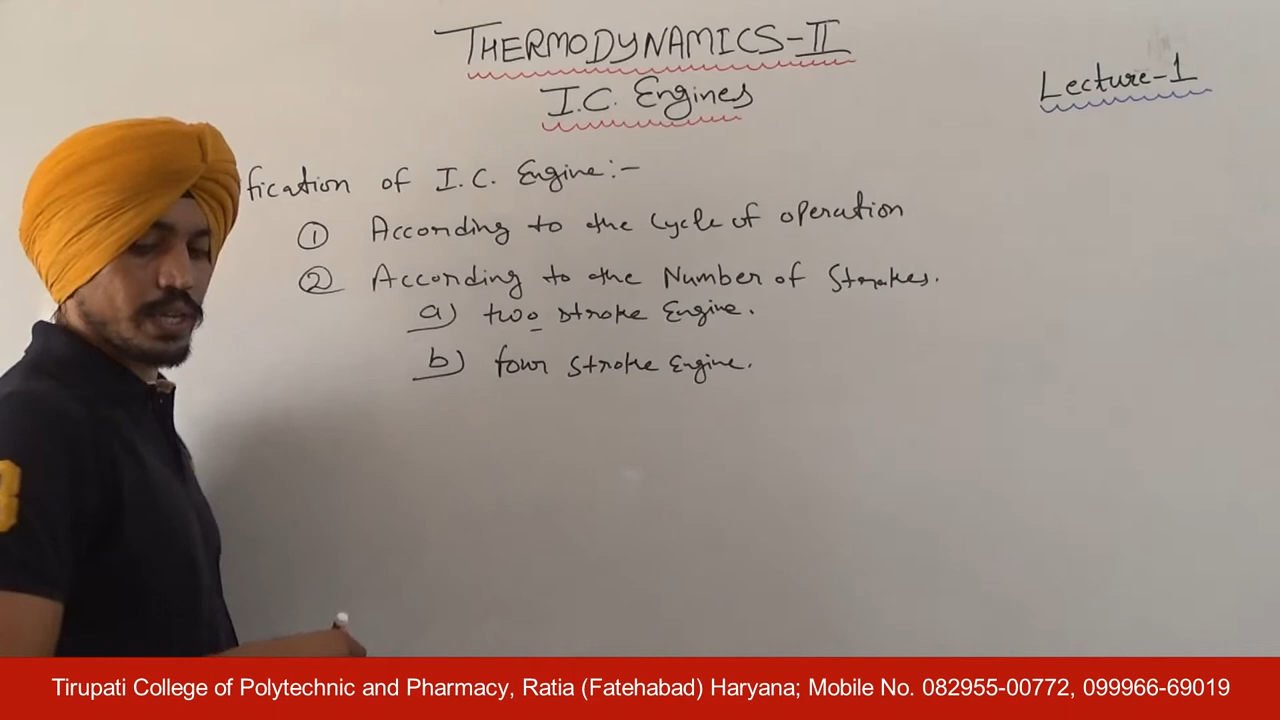 THERMODYNAMICS-II
I.C. Engines
Lecture-1
fication of I.C. Engine:-
① According to the Cycle of operation
② According to the Number of Strokes.
a) two stroke Engine.
b) four stroke Engine.
Tirupati College of Polytechnic and Pharmacy, Ratia (Fatehabad) Haryana; Mobile No. 082955-00772, 099966-69019